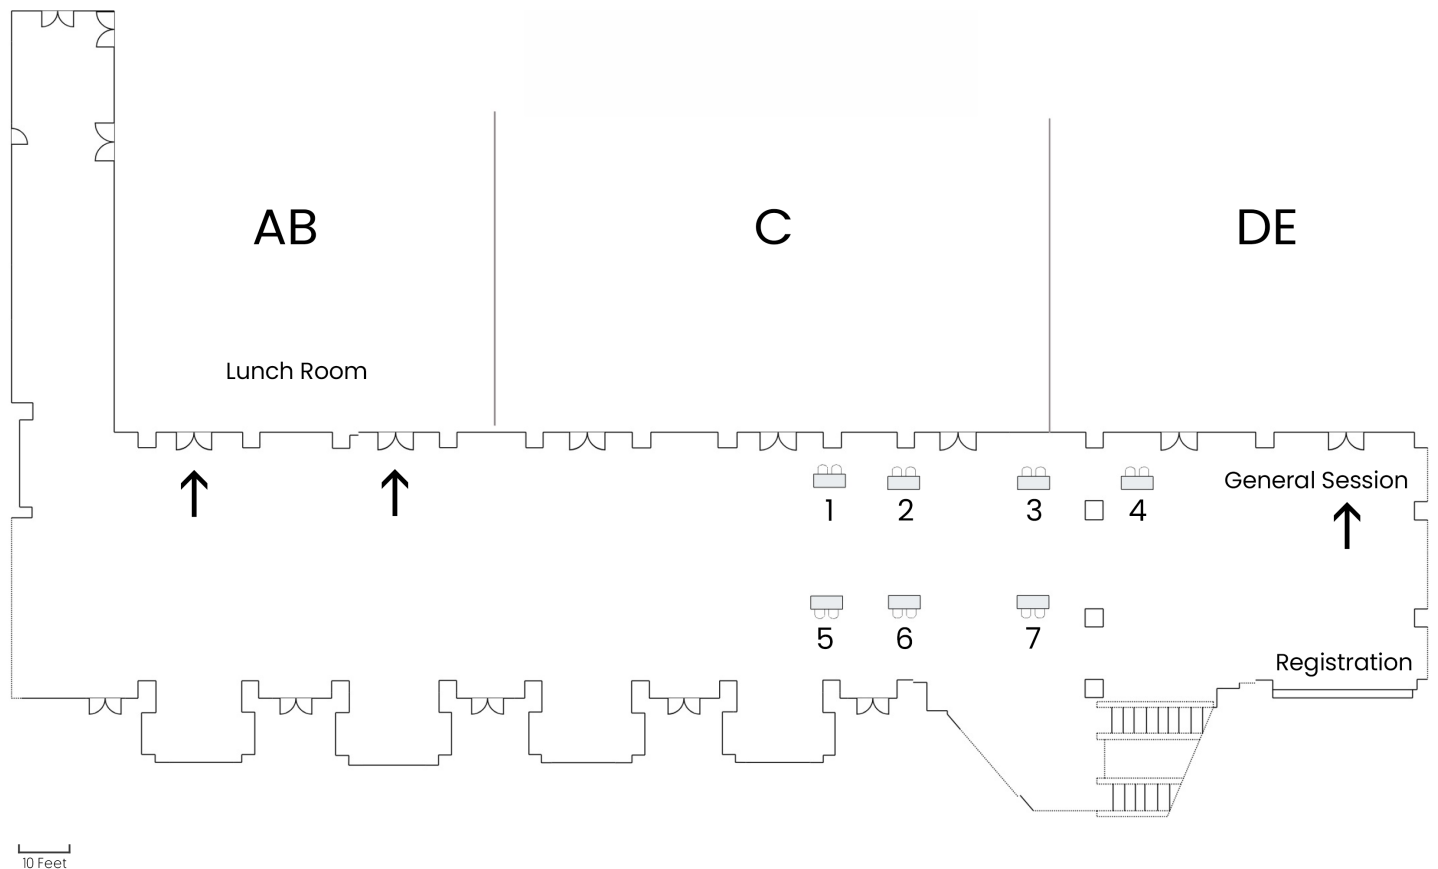 AB
C
DE
Lunch Room
General Session
1
2
3
4
5
6
7
Registration
10 Feet